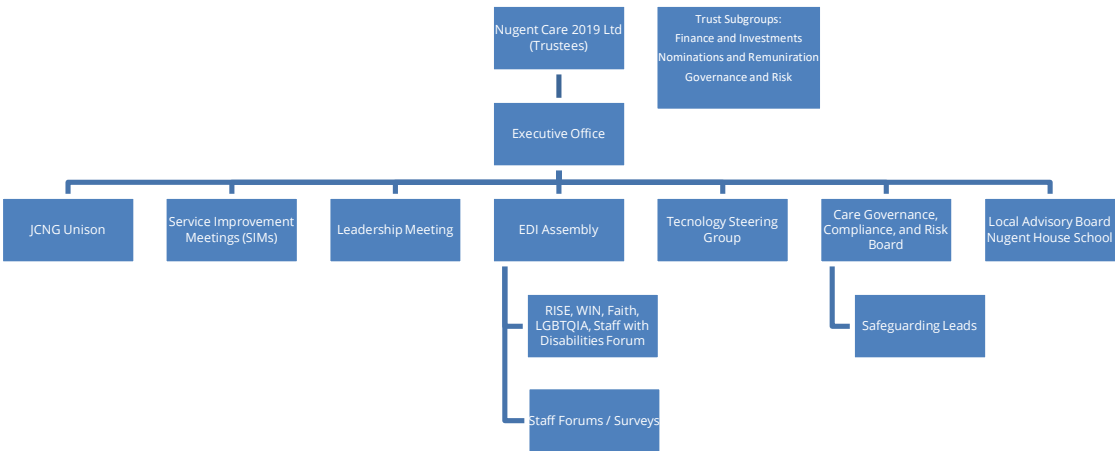 Nugent Care 2019 Ltd
(Trustees)
Trust Subgroups:
Finance and Investments
Nominations and Remuniration
Governance and Risk
Executive Office
JCNG Unison
Service Improvement
Meetings (SIMs)
Leadership Meeting
EDI Assembly
Tecnology Steering
Group
Care Governance,
Compliance, and Risk
Board
Local Advisory Board
Nugent House School
RISE, WIN, Faith,
LGBTQIA, Staff with
Disabilities Forum
Safeguarding Leads
Staff Forums / Surveys